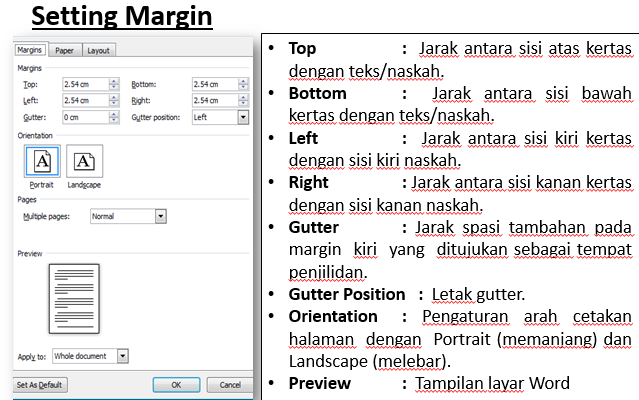 Setting Margin
Margins Paper Layout
Margins
Top: 2.54 cm Bottom: 2.54 cm
Left: 2.54 cm Right: 2.54 cm
Gutter: 0 cm Gutter position: Left
Orientation
A A
Portrait Landscape
Pages
Multiple pages: Normal
Preview
Apply to: Whole document
Set As Default OK Cancel
• Top : Jarak antara sisi atas kertas
dengan teks/naskah.
• Bottom : Jarak antara sisi bawah
kertas dengan teks/naskah.
• Left : Jarak antara sisi kiri kertas
dengan sisi kiri naskah.
• Right : Jarak antara sisi kanan kertas
dengan sisi kanan naskah.
• Gutter : Jarak spasi tambahan pada
margin kiri yang ditujukan sebagai tempat
penjilidan.
• Gutter Position : Letak gutter.
• Orientation : Pengaturan arah cetakan
halaman dengan Portrait (memanjang) dan
Landscape (melebar).
• Preview : Tampilan layar Word